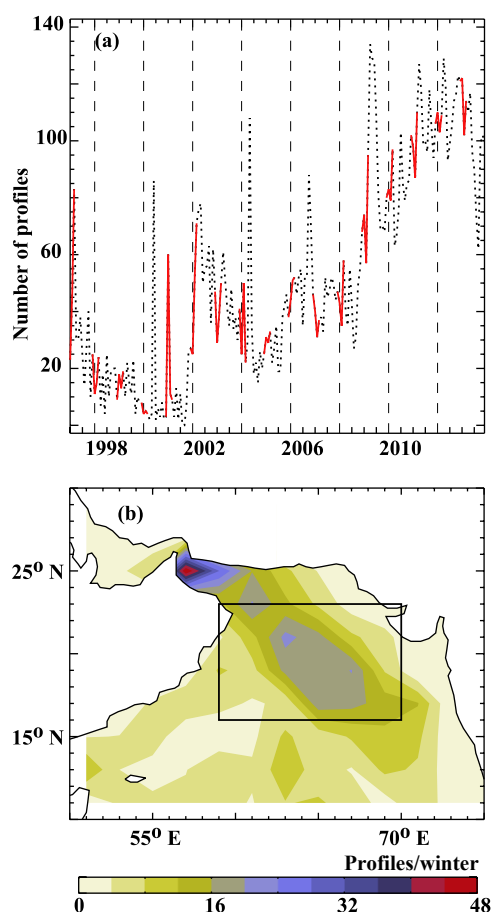 140
(a)
100
60
20
Number of profiles
1998 2002 2006 2010
(b)
25° N
15° N
55° E 70° E
Profiles/winter
0 16 32 48